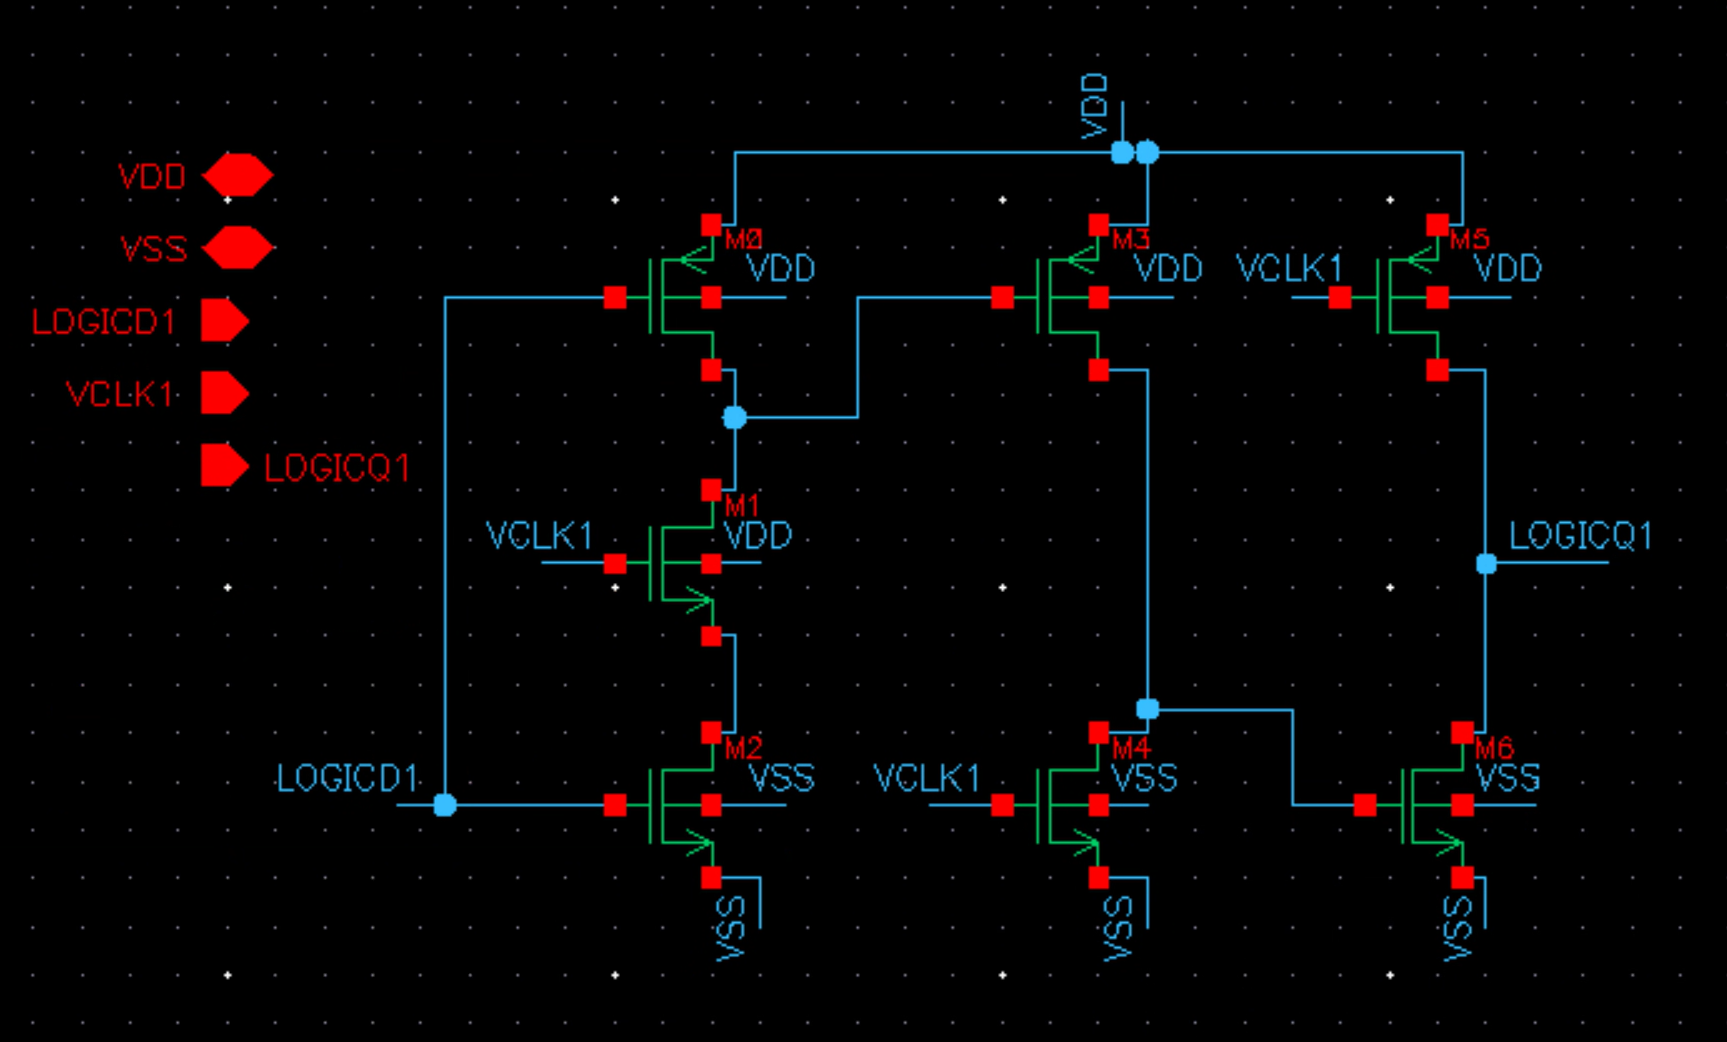 VDD
VSS
LOGICD1
VCLK1
LOGICQ1
VDD
M0
VDD
M3
VDD
VCLK1
M5
VDD
VCLK1
M1
VDD
LOGICQ1
LOGICD1
M2
VSS
VCLK1
M4
VSS
M6
VSS
VSS
VSS
VSS